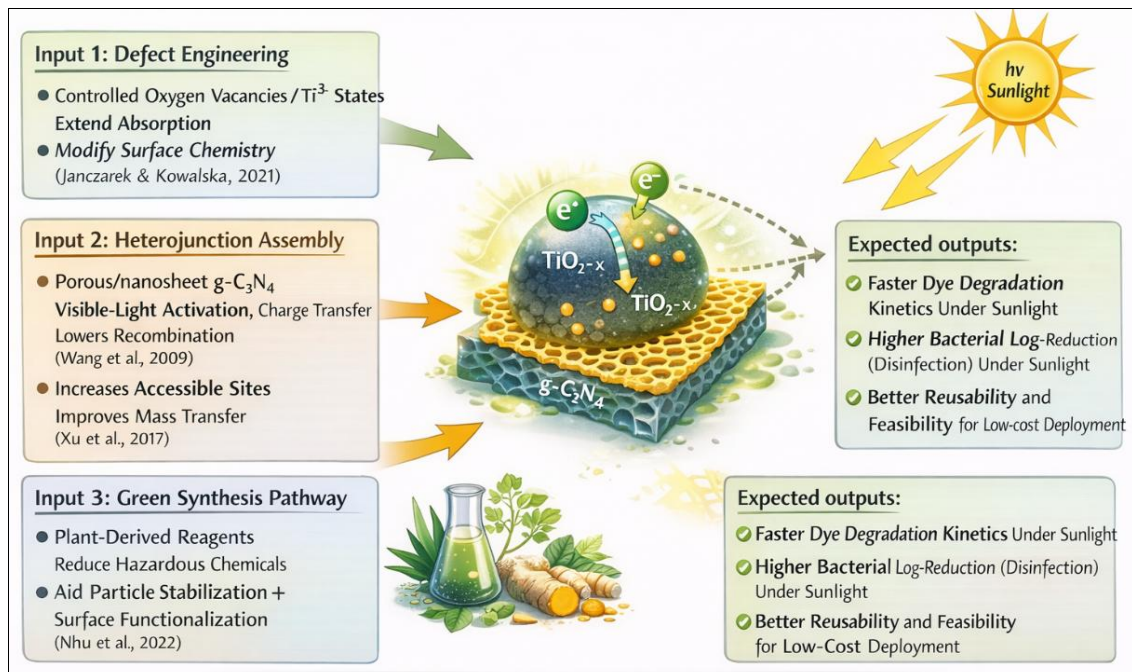 Input 1: Defect Engineering
● Controlled Oxygen Vacancies / Ti³⁻ States
Extend Absorption
● Modify Surface Chemistry
(Janczarek & Kowalska, 2021)
Input 2: Heterojunction Assembly
● Porous/nanosheet g-C₃N₄
Visible-Light Activation, Charge Transfer
Lowers Recombination
(Wang et al., 2009)
● Increases Accessible Sites
Improves Mass Transfer
(Xu et al., 2017)
Input 3: Green Synthesis Pathway
● Plant-Derived Reagents
Reduce Hazardous Chemicals
● Aid Particle Stabilization +
Surface Functionalization
(Nhu et al., 2022)
e•
e⁻
TiO₂₋ₓ
TiO₂₋ₓ
g-C₂N₄
hv
Sunlight
Expected outputs:
Faster Dye Degradation
Kinetics Under Sunlight
Higher Bacterial Log-Reduction
(Disinfection) Under Sunlight
Better Reusability and
Feasibility for Low-cost Deployment
Expected outputs:
Faster Dye Degradation Kinetics Under Sunlight
Higher Bacterial Log-Reduction (Disinfection)
Under Sunlight
Better Reusability and Feasibility
for Low-Cost Deployment